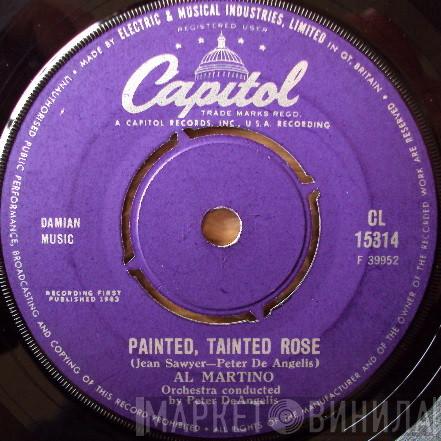 MADE BY ELECTRIC & MUSICAL INDUSTRIES, LIMITED IN GT. BRITAIN •
REGISTERED USER
Capitol
TRADE MARKS REGD.
A CAPITOL RECORDS, INC., U.S.A. RECORDING
DAMIAN
MUSIC
CL
15314
F 39952
RECORDING FIRST
PUBLISHED 1963
PAINTED, TAINTED ROSE
(Jean Sawyer—Peter De Angelis)
AL MARTINO
Orchestra conducted
by Peter DeAngelis
ALL RIGHTS OF THE MANUFACTURER AND OF THE OWNER OF THE RECORDED WORK ARE RESERVED •
UNAUTHORISED PUBLIC PERFORMANCE, BROADCASTING AND COPYING OF THIS RECORD PROHIBITED
МАРКЕТ ВИНИЛА